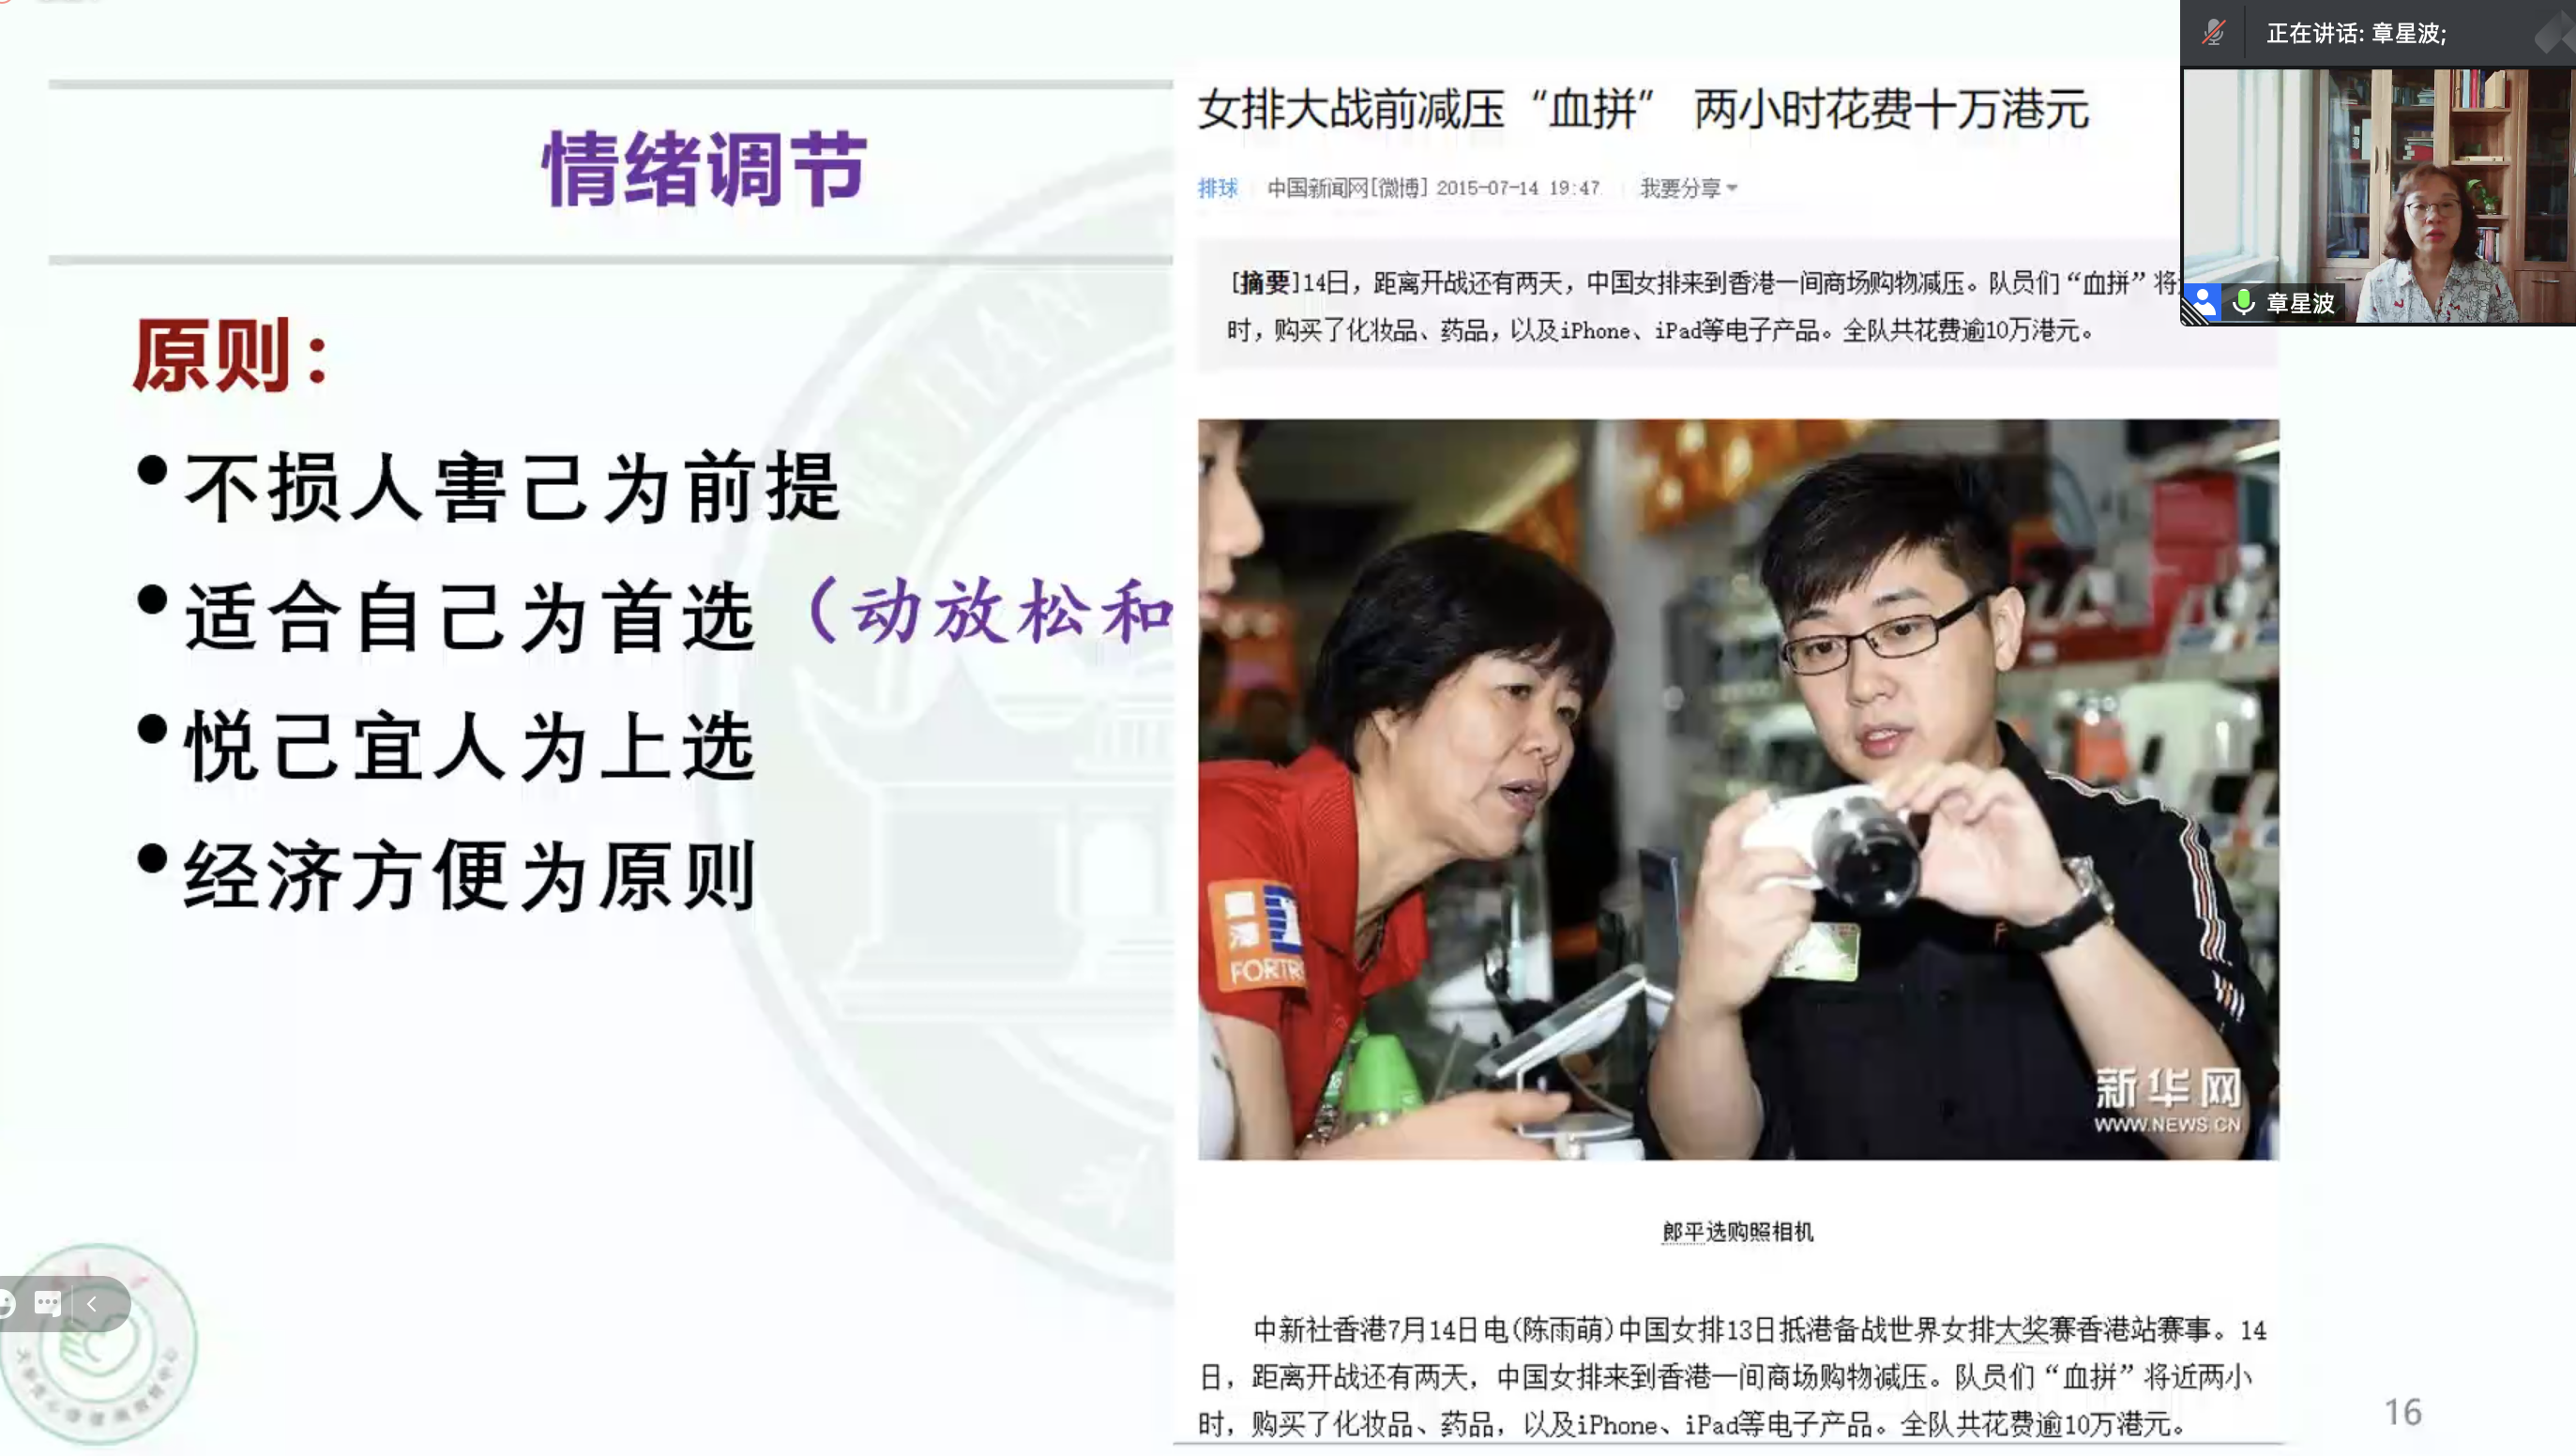 正在讲话: 章星波;
章星波
情绪调节
原则：
•不损人害己为前提
•适合自己为首选（动放松和
•悦己宜人为上选
•经济方便为原则
女排大战前减压“血拼” 两小时花费十万港元
排球 中国新闻网[微博] 2015-07-14 19:47 我要分享
[摘要]14日，距离开战还有两天，中国女排来到香港一间商场购物减压。队员们“血拼”将
时，购买了化妆品、药品，以及iPhone、iPad等电子产品。全队共花费逾10万港元。
FORTR
新华网
WWW.NEWS.CN
郎平选购照相机
中新社香港7月14日电(陈雨萌)中国女排13日抵港备战世界女排大奖赛香港站赛事。14
日，距离开战还有两天，中国女排来到香港一间商场购物减压。队员们“血拼”将近两小
时，购买了化妆品、药品，以及iPhone、iPad等电子产品。全队共花费逾10万港元。
16